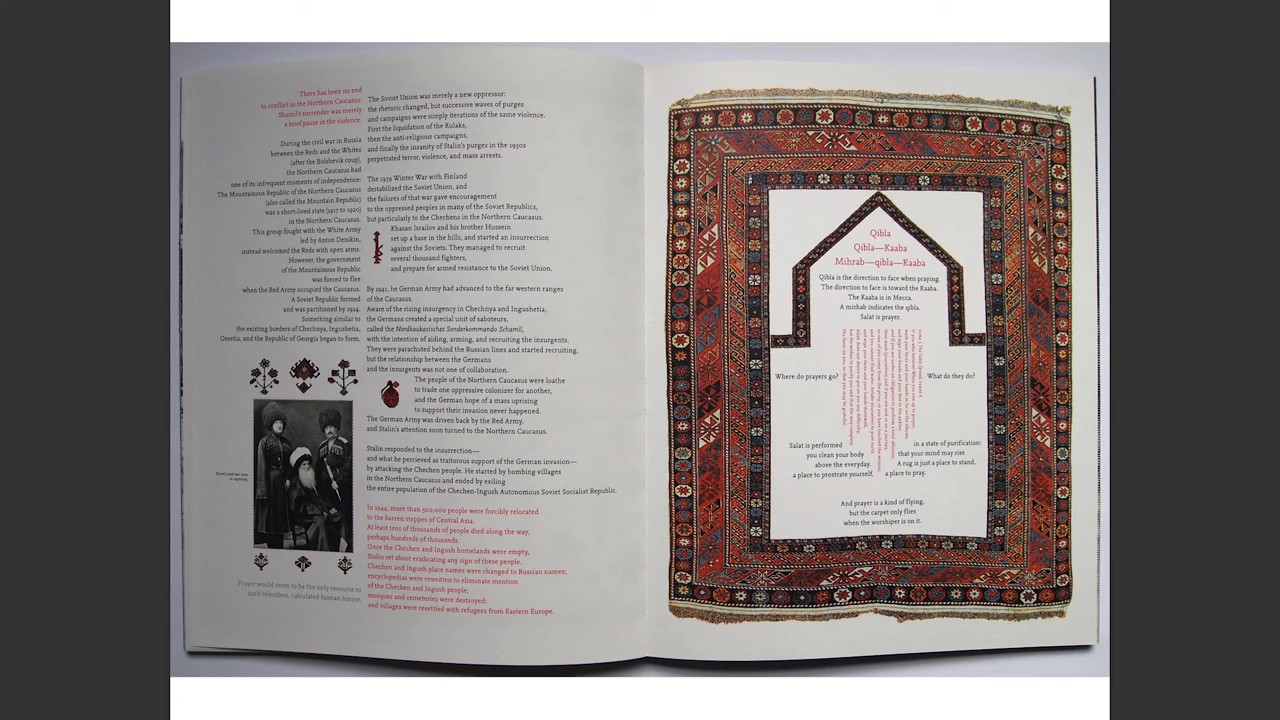 There has been no end
to conflict in the Northern Caucasus:
Shamil's surrender was merely
a brief pause in the violence.
During the civil war in Russia
between the Reds and the Whites
(after the Bolshevik coup),
the Northern Caucasus had
one of its infrequent moments of independence:
The Mountainous Republic of the Northern Caucasus
(also called the Mountain Republic)
was a short-lived state (1917 to 1920)
in the Northern Caucasus.
This group fought with the White Army
led by Anton Denikin,
instead welcomed the Reds with open arms.
However, the government
of the Mountainous Republic
was forced to flee
when the Red Army occupied the Caucasus.
A Soviet Republic formed
and was partitioned by 1924.
Something similar to
the existing borders of Chechnya, Ingushetia,
Ossetia, and the Republic of Georgia began to form.
Shamil and two sons
in captivity.
Prayer would seem to be the only recourse to
such relentless, calculated human horror.
The Soviet Union was merely a new oppressor:
the rhetoric changed, but successive waves of purges
and campaigns were simply iterations of the same violence.
First the liquidation of the Kulaks,
then the anti-religious campaigns,
and finally the insanity of Stalin's purges in the 1930s
perpetrated terror, violence, and mass arrests.
The 1939 Winter War with Finland
destabilized the Soviet Union, and
the failures of that war gave encouragement
to the oppressed peoples in many of the Soviet Republics,
but particularly to the Chechens in the Northern Caucasus.
Khasan Israilov and his brother Hussein
set up a base in the hills, and started an insurrection
against the Soviets. They managed to recruit
several thousand fighters,
and prepare for armed resistance to the Soviet Union.
By 1941, he German Army had advanced to the far western ranges
of the Caucasus.
Aware of the rising insurgency in Chechnya and Ingushetia,
the Germans created a special unit of saboteurs,
called the Nordkaukasisches Sonderkommando Schamil,
with the intention of aiding, arming, and recruiting the insurgents.
They were parachuted behind the Russian lines and started recruiting,
but the relationship between the Germans
and the insurgents was not one of collaboration.
The people of the Northern Caucasus were loathe
to trade one oppressive colonizer for another,
and the German hope of a mass uprising
to support their invasion never happened.
The German Army was driven back by the Red Army,
and Stalin's attention soon turned to the Northern Caucasus.
Stalin responded to the insurrection—
and what he percieved as traitorous support of the German invasion—
by attacking the Chechen people. He started by bombing villages
in the Northern Caucasus and ended by exiling
the entire population of the Chechen-Ingush Autonomous Soviet Socialist Republic.
In 1944, more than 500,000 people were forcibly relocated
to the barren steppes of Central Asia.
At least tens of thousands of people died along the way,
perhaps hundreds of thousands.
Once the Chechen and Ingush homelands were empty,
Stalin set about eradicating any sign of these people.
Chechen and Ingush place names were changed to Russian names;
encyclopedias were rewritten to eliminate mention
of the Chechen and Ingush people;
mosques and cemeteries were destroyed;
and villages were resettled with refugees from Eastern Europe.
Qibla
Qibla—Kaaba
Mihrab—qibla—Kaaba
Qibla is the direction to face when praying.
The direction to face is toward the Kaaba.
The Kaaba is in Mecca.
A mirhab indicates the qibla.
Salat is prayer.
Where do prayers go?
What do they do?
Salat is performed
you clean your body
above the everyday.
a place to prostrate yourself,
in a state of purification:
that your mind may rise
A rug is just a place to stand,
a place to pray.
And prayer is a kind of flying,
but the carpet only flies
when the worshiper is on it.